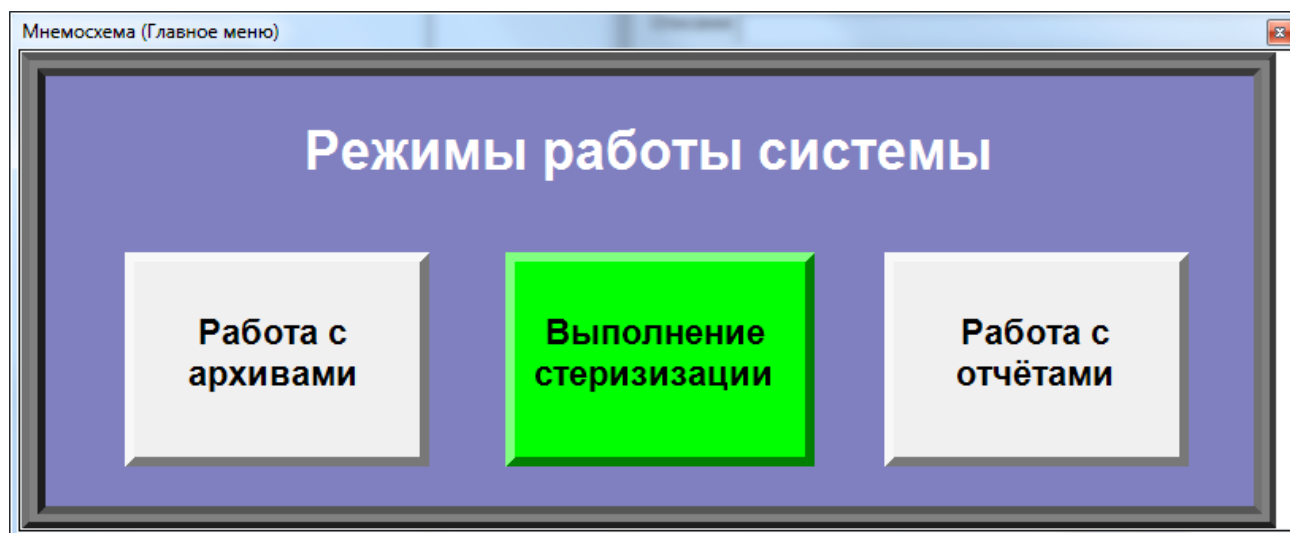 Мнемосхема (Главное меню)
Режимы работы системы
Работа с
архивами
Выполнение
стеризизации
Работа с
отчётами